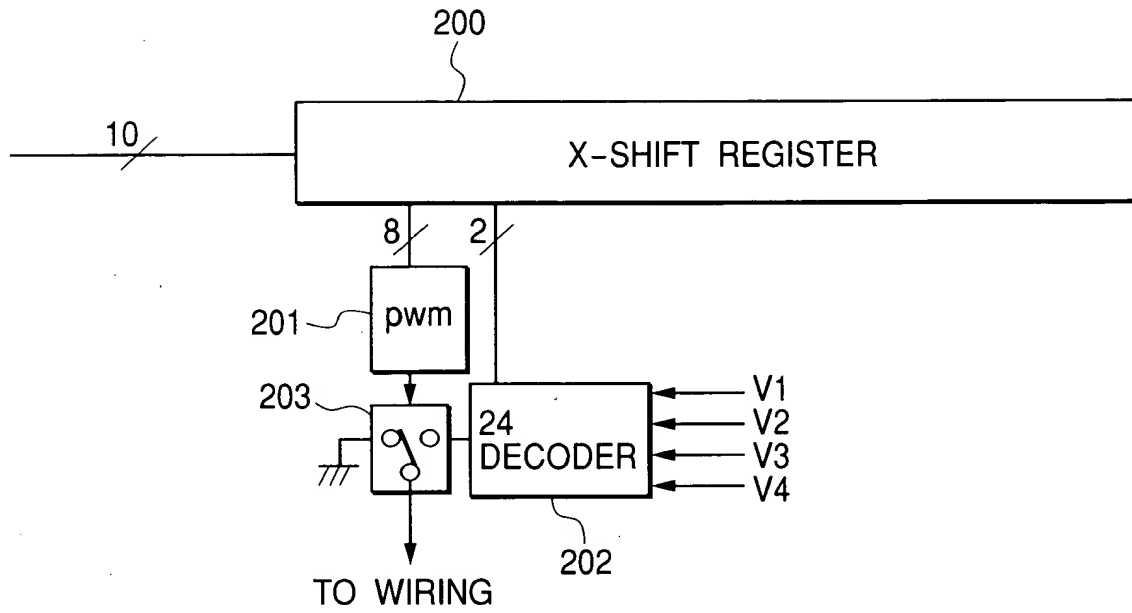 200
10
X-SHIFT REGISTER
8
2
201
pwm
203
24
DECODER
V1
V2
V3
V4
202
TO WIRING